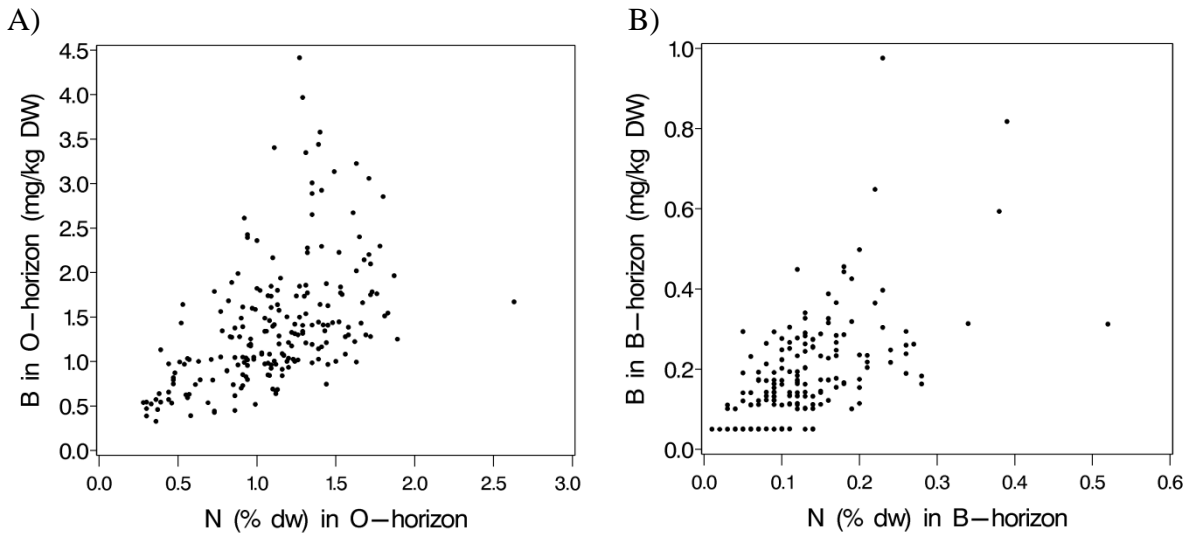 A)
4.5
4.0
3.5
3.0
2.5
2.0
1.5
1.0
0.5
0.0
B in O−horizon (mg/kg DW)
0.0 0.5 1.0 1.5 2.0 2.5 3.0
N (% dw) in O−horizon
B)
1.0
0.8
0.6
0.4
0.2
0.0
B in B−horizon (mg/kg DW)
0.0 0.1 0.2 0.3 0.4 0.5 0.6
N (% dw) in B−horizon